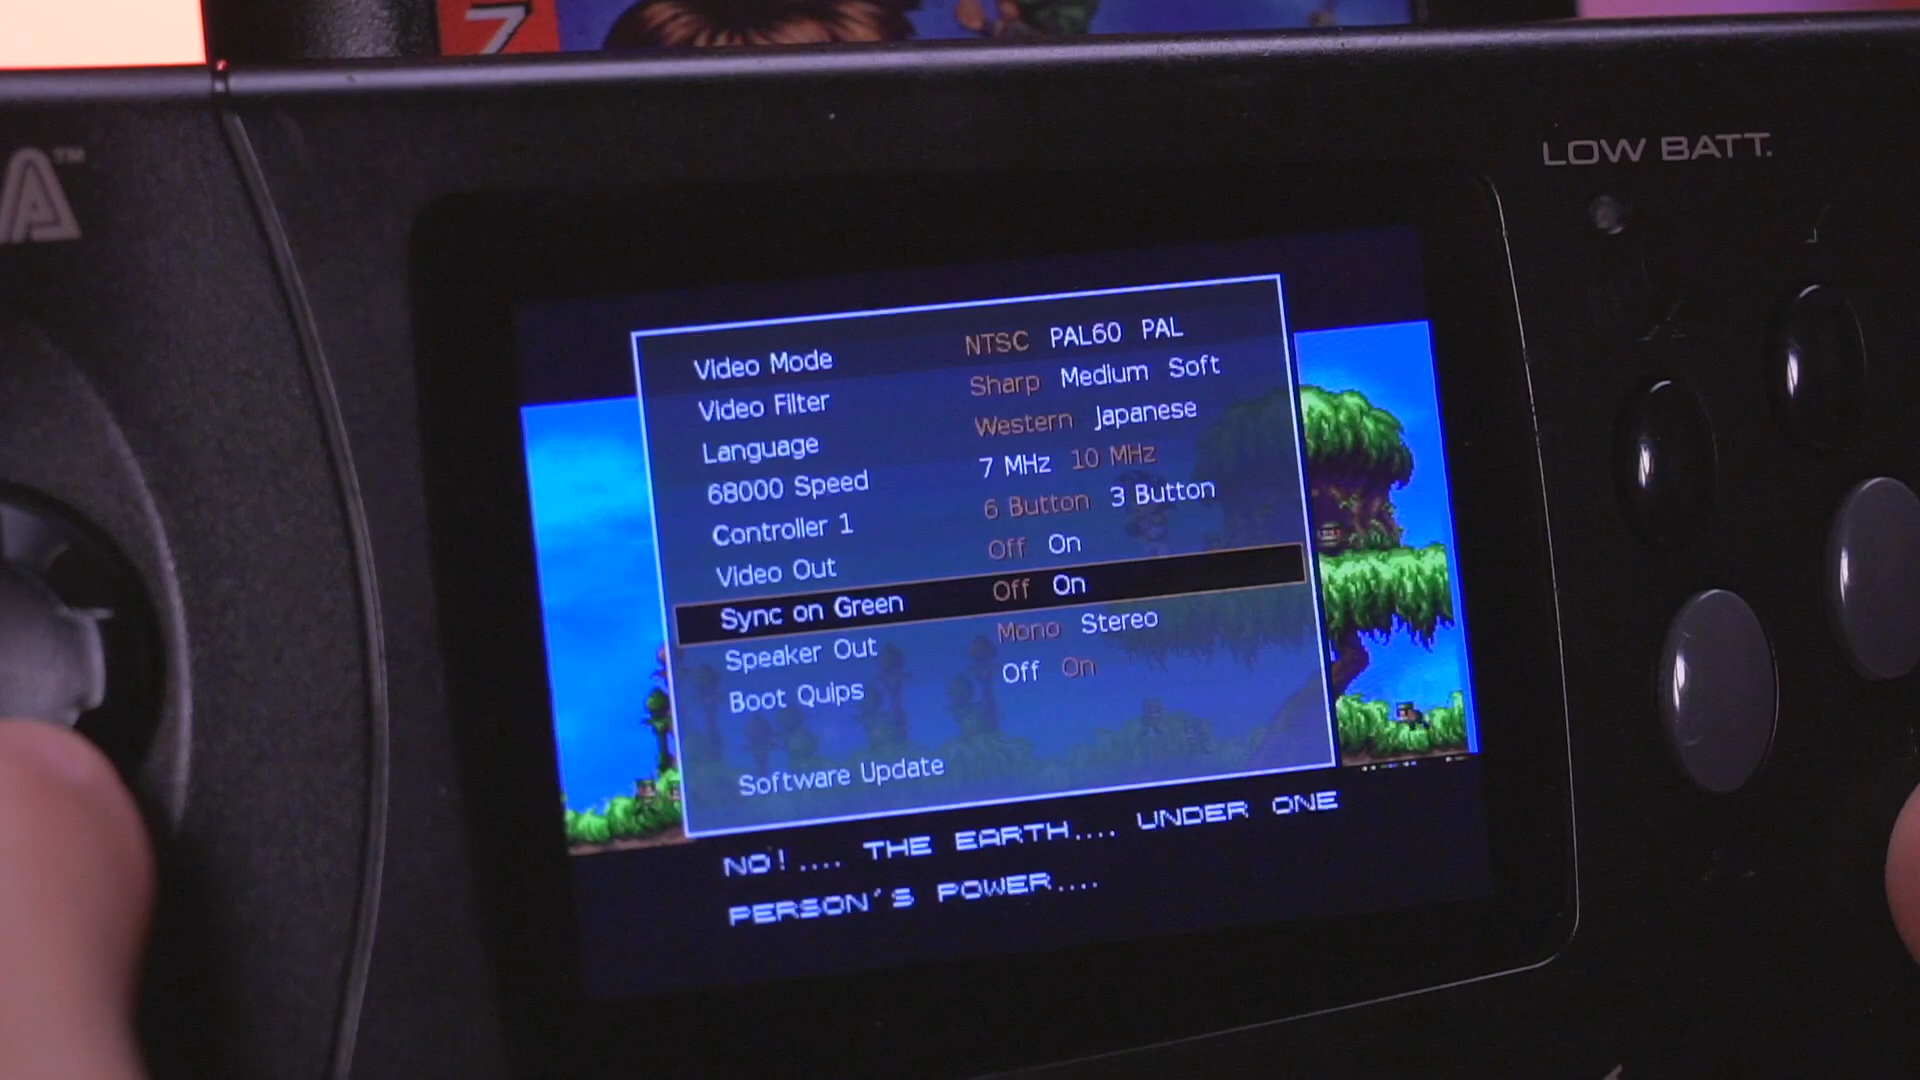 7
A™
LOW BATT.
Video Mode NTSC PAL60 PAL
Video Filter Sharp Medium Soft
Language Western Japanese
68000 Speed 7 MHz 10 MHz
Controller 1 6 Button 3 Button
Video Out Off On
Sync on Green Off On
Speaker Out Mono Stereo
Boot Quips Off On
Software Update
NO!.... THE EARTH.... UNDER ONE
PERSON'S POWER....